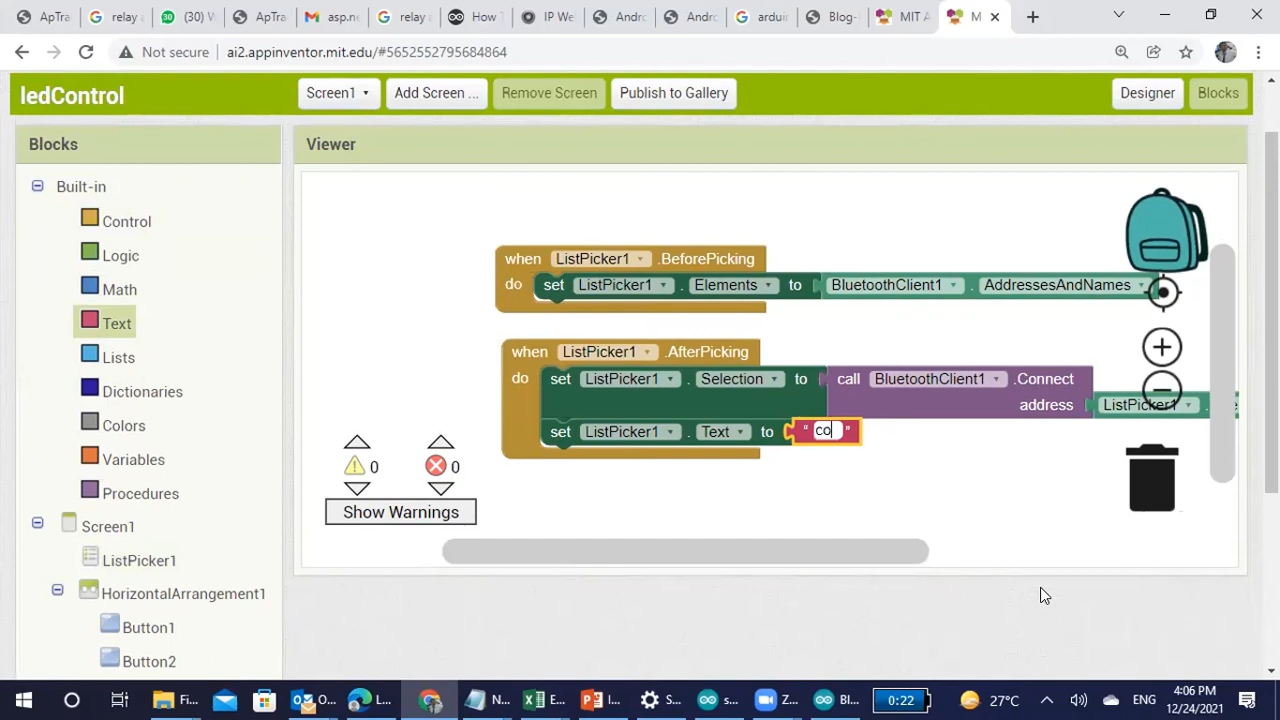 ApTra
relay a
(30) W
ApTra
asp.ne
relay c
How T
IP We
Andro
Andro
arduir
Blog-
MIT A
M
Not secure
ai2.appinventor.mit.edu/#5652552795684864
ledControl
Screen1
Add Screen ...
Remove Screen
Publish to Gallery
Designer
Blocks
Blocks
Viewer
Built-in
Control
Logic
Math
Text
Lists
Dictionaries
Colors
Variables
Procedures
Screen1
ListPicker1
HorizontalArrangement1
Button1
Button2
when ListPicker1 .BeforePicking
do set ListPicker1 . Elements to BluetoothClient1 . AddressesAndNames
when ListPicker1 .AfterPicking
do set ListPicker1 . Selection to call BluetoothClient1 .Connect
address ListPicker1 .
set ListPicker1 . Text to " co "
0 0
Show Warnings
Fi...
L...
N...
E...
I...
S...
s...
Z...
Bl...
0:22
27°C
ENG
4:06 PM
12/24/2021